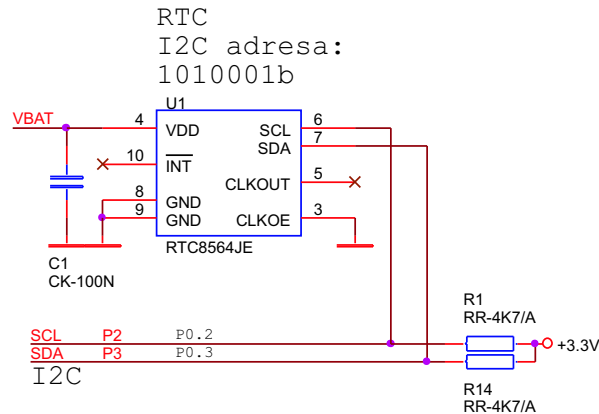 RTC
I2C adresa:
1010001b
U1
VBAT
4
VDD
SCL
6
SDA
7
10
INT
CLKOUT
5
8
GND
9
GND
CLKOE
3
RTC8564JE
C1
CK-100N
R1
RR-4K7/A
SCL P2 P0.2
SDA P3 P0.3
+3.3V
I2C
R14
RR-4K7/A